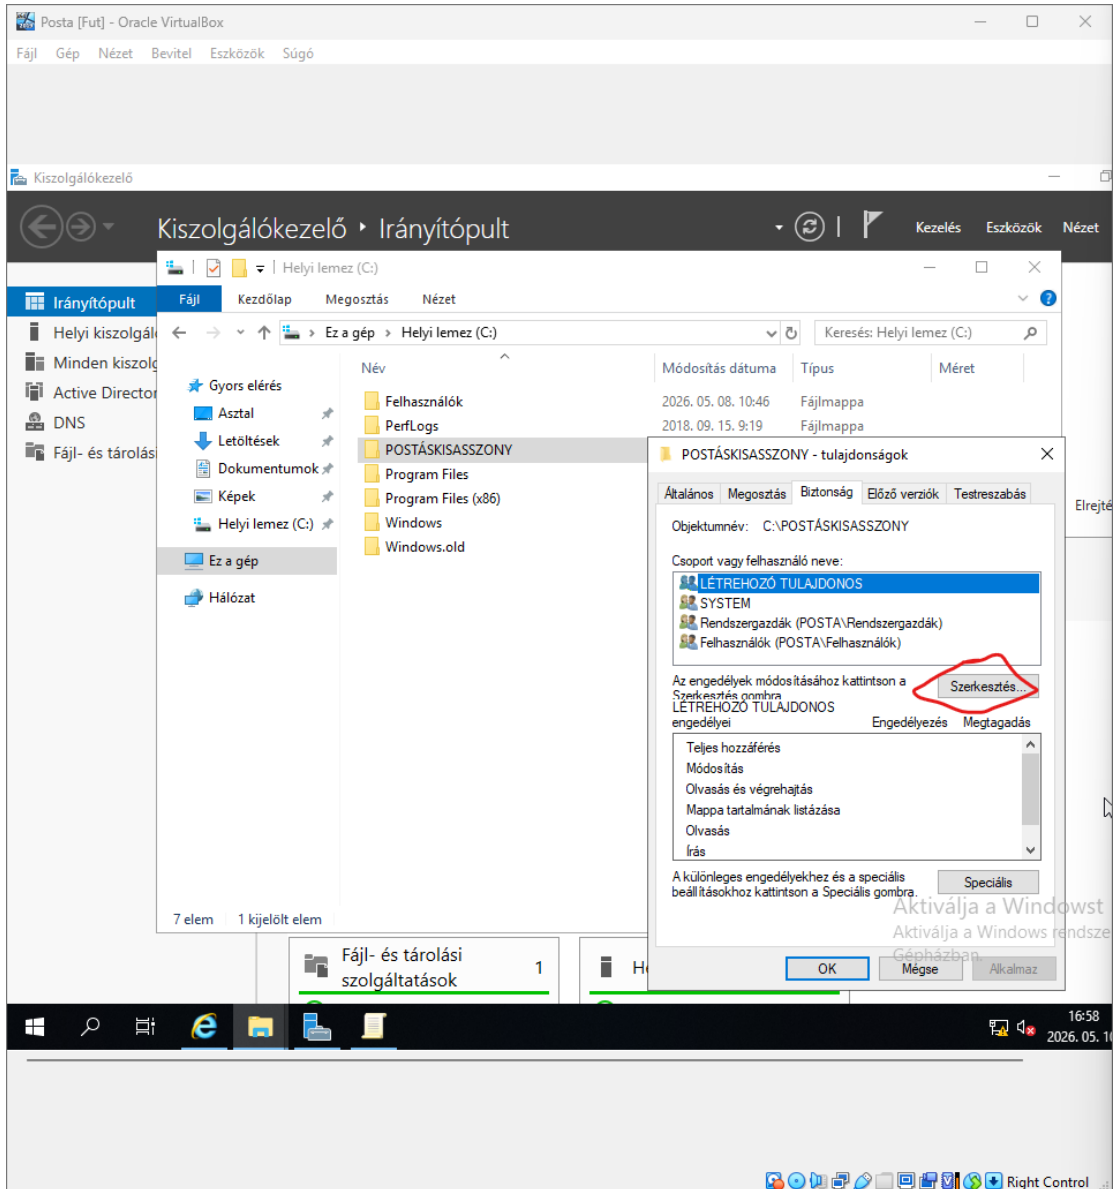 Posta [Fut] - Oracle VirtualBox
Fájl Gép Nézet Bevitel Eszközök Súgó
Kiszolgálókezelő
Kiszolgálókezelő ‣ Irányítópult
Kezelés Eszközök Nézet
Helyi lemez (C:)
Irányítópult
Fájl Kezdőlap Megosztás Nézet
Helyi kiszolgáló
Ez a gép › Helyi lemez (C:)
Keresés: Helyi lemez (C:)
Minden kiszolg
Név Módosítás dátuma Típus Méret
Active Director
Gyors elérés
Felhasználók 2026. 05. 08. 10:46 Fájlmappa
Asztal
DNS
PerfLogs 2018. 09. 15. 9:19 Fájlmappa
Letöltések
Fájl- és tárolási
POSTÁSKISASSZONY
Dokumentumok
Program Files
Képek
Program Files (x86)
Helyi lemez (C:)
Windows
Ez a gép
Windows.old
Hálózat
POSTÁSKISASSZONY - tulajdonságok
Általános Megosztás Biztonság Előző verziók Testreszabás
Elrejté
Objektumnév: C:\POSTÁSKISASSZONY
Csoport vagy felhasználó neve:
LÉTREHOZÓ TULAJDONOS
SYSTEM
Rendszergazdák (POSTA\Rendszergazdák)
Felhasználók (POSTA\Felhasználók)
Az engedélyek módosításához kattintson a
Szerkesztés gombra
Szerkesztés...
LÉTREHOZÓ TULAJDONOS
engedélyei Engedélyezés Megtagadás
Teljes hozzáférés
Módosítás
Olvasás és végrehajtás
Mappa tartalmának listázása
Olvasás
Írás
A különleges engedélyekhez és a speciális
beállításokhoz kattintson a Speciális gombra.
Speciális
Aktiválja a Windowst
Aktiválja a Windows rendsze
Gépházban.
OK Mégse Alkalmaz
7 elem 1 kijelölt elem
Fájl- és tárolási
szolgáltatások 1
H
16:58
2026. 05. 1
Right Control